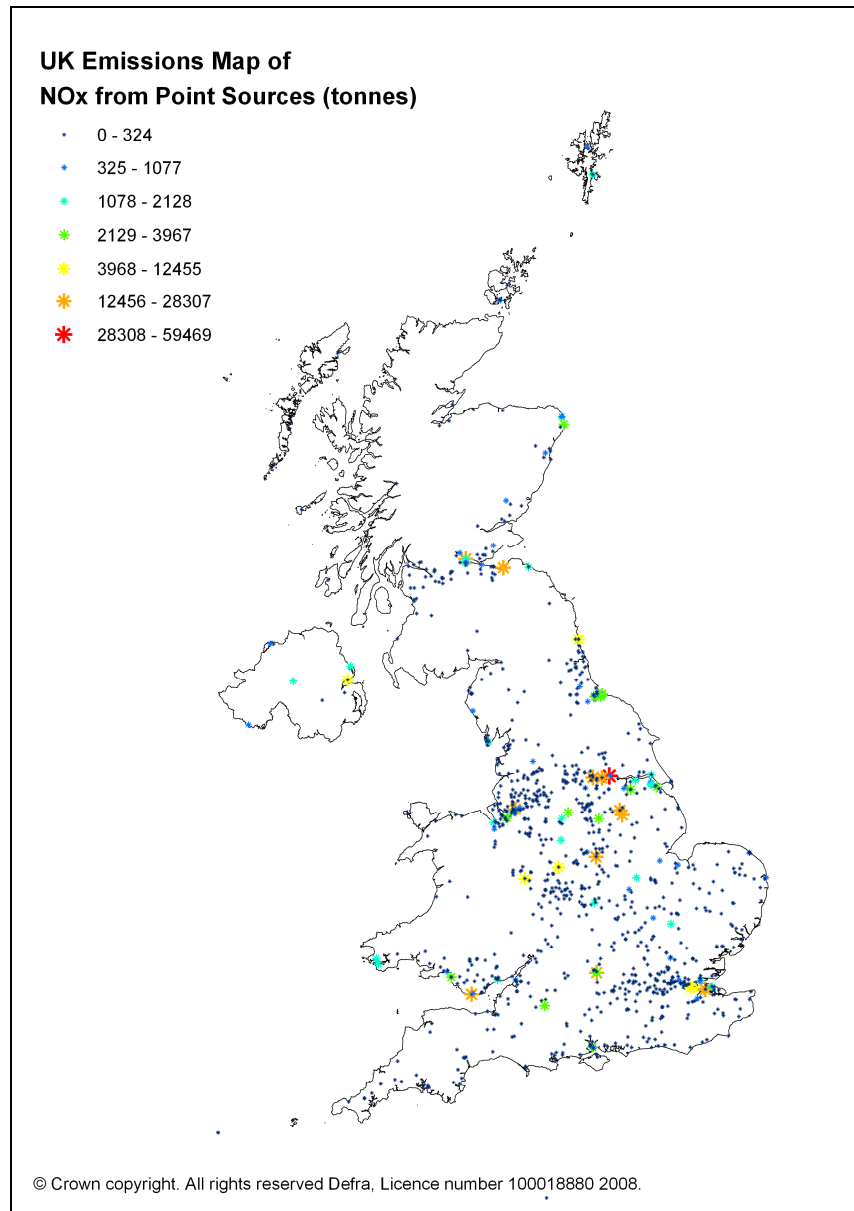 UK Emissions Map of
NOx from Point Sources (tonnes)
0 - 324
325 - 1077
1078 - 2128
2129 - 3967
3968 - 12455
12456 - 28307
28308 - 59469
© Crown copyright. All rights reserved Defra, Licence number 100018880 2008.